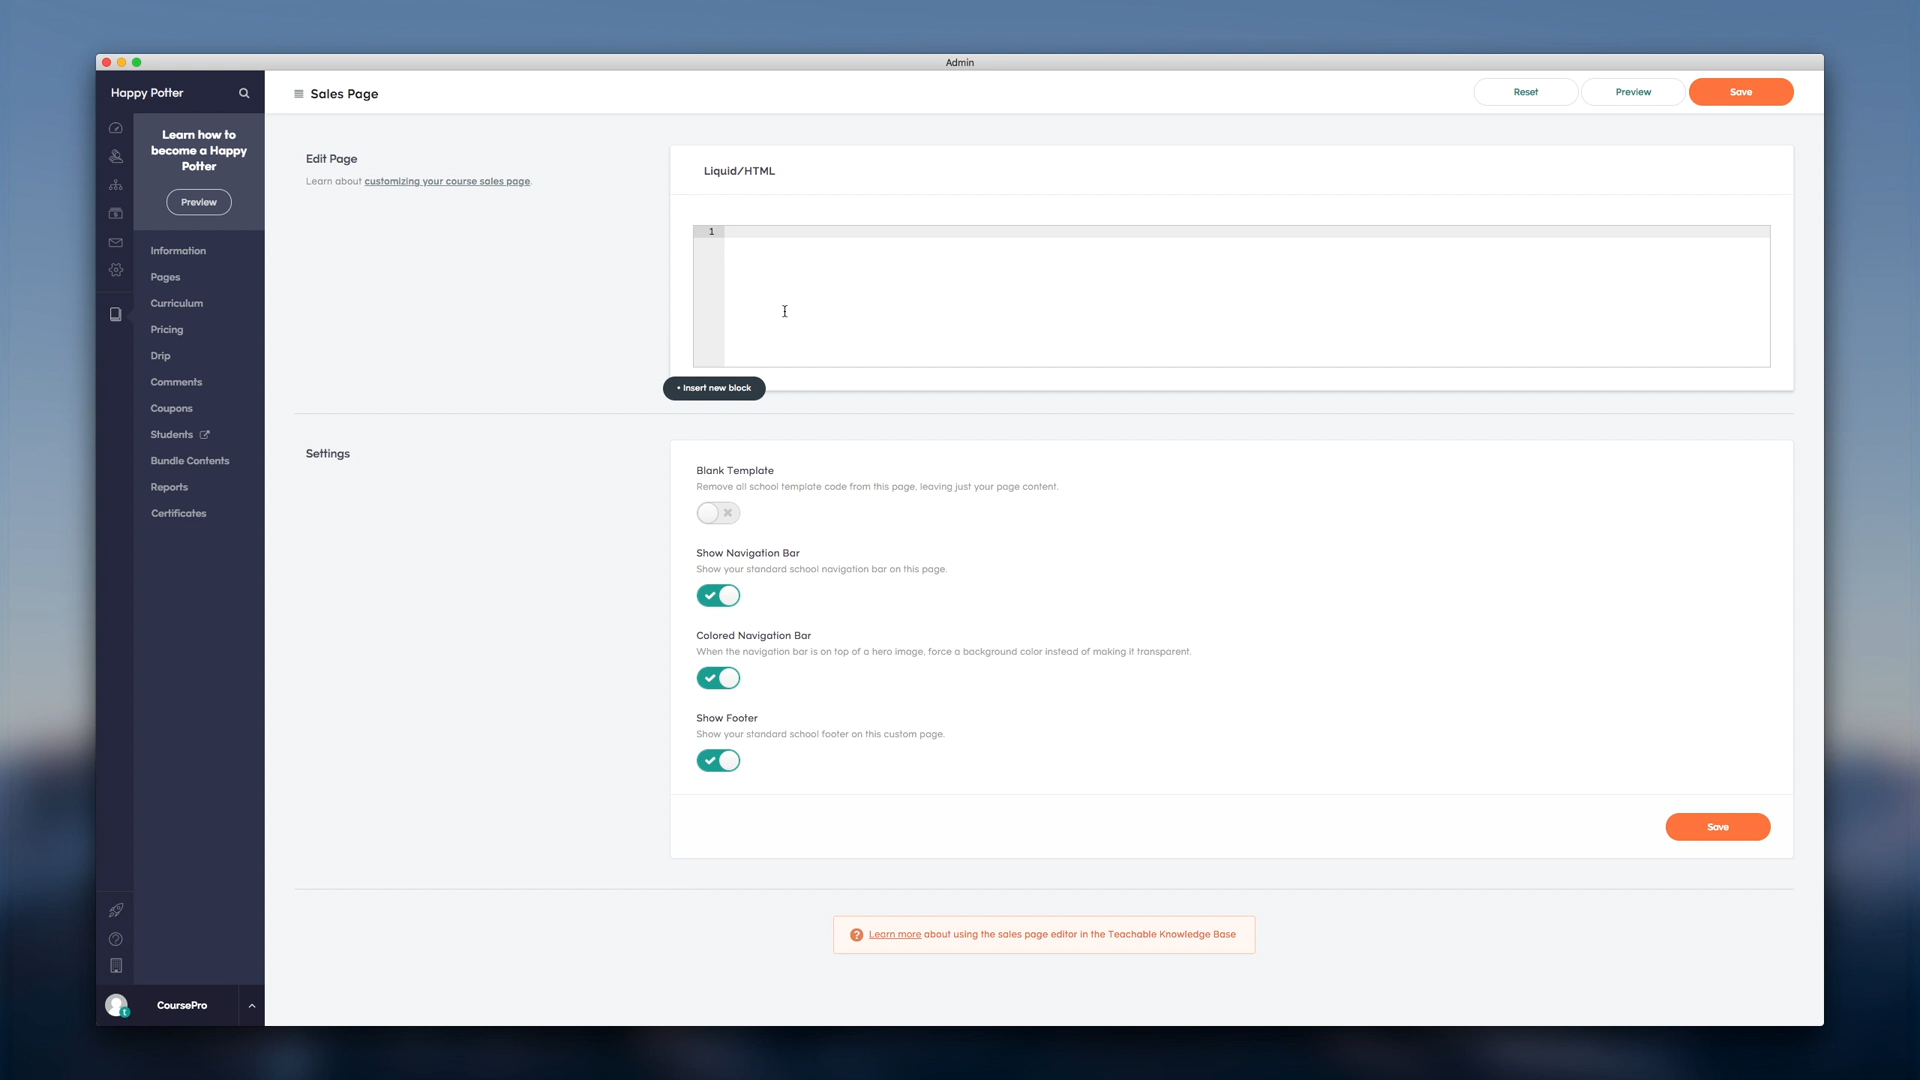 Admin
Happy Potter
Sales Page
Reset
Preview
Save
Learn how to
become a Happy
Potter
Preview
Information
Pages
Curriculum
Pricing
Drip
Comments
Coupons
Students
Bundle Contents
Reports
Certificates
CoursePro
Edit Page
Learn about customizing your course sales page.
Liquid/HTML
1
• Insert new block
Settings
Blank Template
Remove all school template code from this page, leaving just your page content.
Show Navigation Bar
Show your standard school navigation bar on this page.
Colored Navigation Bar
When the navigation bar is on top of a hero image, force a background color instead of making it transparent.
Show Footer
Show your standard school footer on this custom page.
Save
? Learn more about using the sales page editor in the Teachable Knowledge Base